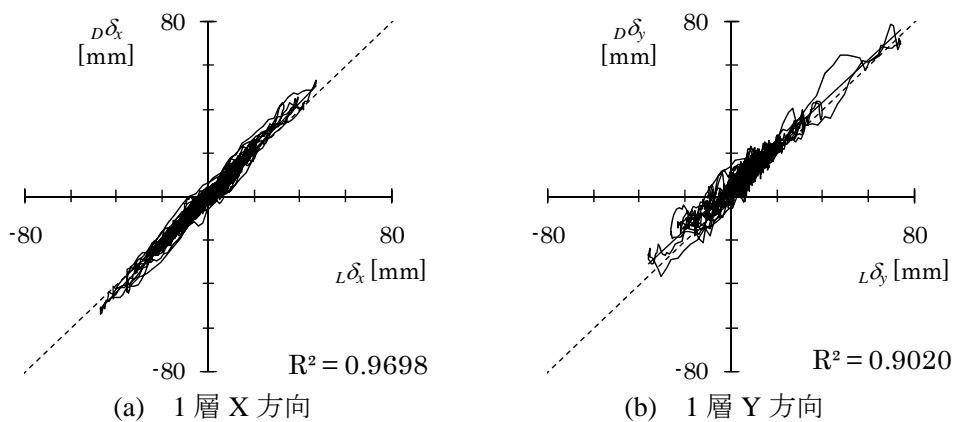 80
Dδx
[mm]
-80
80
Lδx [mm]
-80
R² = 0.9698
(a) 1 層 X 方向
80
Dδy
[mm]
-80
80
Lδy [mm]
-80
R² = 0.9020
(b) 1 層 Y 方向